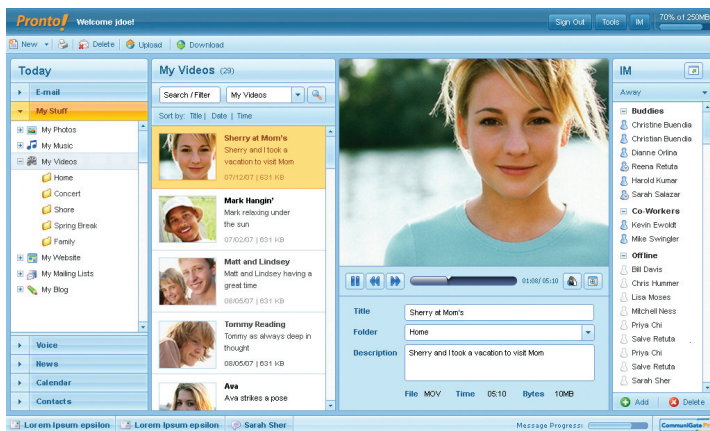 Pronto! Welcome jdoe!
Sign Out
Tools
IM
70% of 250MB
New
Delete
Upload
Download
Today
E-mail
My Stuff
My Photos
My Music
My Videos
Home
Concert
Shore
Spring Break
Family
My Website
My Mailing Lists
My Blog
Voice
News
Calendar
Contacts
My Videos (29)
Search / Filter
My Videos
Sort by: Title | Date | Time
Sherry at Mom's
Sherry and I took a
vacation to visit Mom
07/12/07 | 631 KB
Mark Hangin'
Mark relaxing under
the sun
07/02/07 | 631 KB
Matt and Lindsey
Matt and Lindsey having a
great time
08/05/07 | 631 KB
Tommy Reading
Tommy as always deep in
thought
08/05/07 | 631 KB
Ava
Ava strikes a pose
01:08/ 05:10
Title
Sherry at Mom's
Folder
Home
Description
Sherry and I took a vacation to visit Mom
File MOV Time 05:10 Bytes 10MB
IM
Away
Buddies
Christine Buendia
Christian Buendia
Dianne Orlina
Reena Retuta
Harold Kumar
Sarah Salazar
Co-Workers
Kevin Ewoldt
Mike Swingler
Offline
Bill Davis
Chris Hummer
Lisa Moses
Mitchell Ness
Priya Chi
Salve Retuta
Priya Chi
Salve Retuta
Sarah Sher
Add
Delete
Lorem Ipsum epsilon
Lorem Ipsum epsilon
Sarah Sher
Message Progress:
CommuniGate Pr